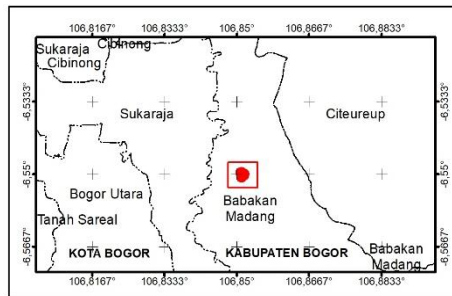 106,8167° 106,8333° 106,85° 106,8667° 106,8833°
Sukaraja Cibinong
Cibinong
-6,5333 -6,5333
Sukaraja Citeureup
-6,55 -6,55
Bogor Utara
Babakan
Madang
Tanah Sareal
-6,5667 -6,5667
KOTA BOGOR KABUPATEN BOGOR
Babakan
Madang
106,8167° 106,8333° 106,85° 106,8667° 106,8833°